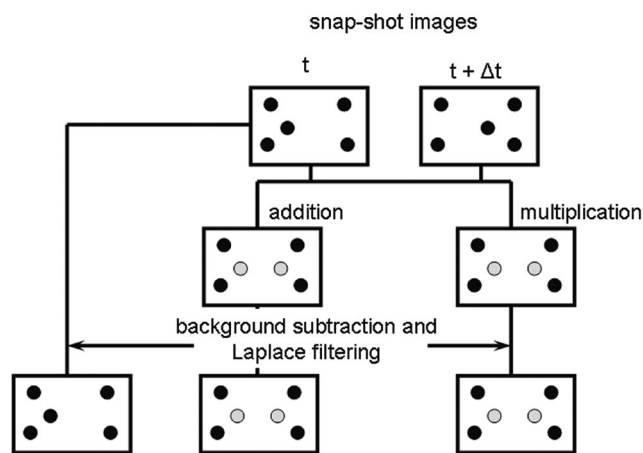 snap-shot images
t
t + Δt
addition
multiplication
background subtraction and
Laplace filtering